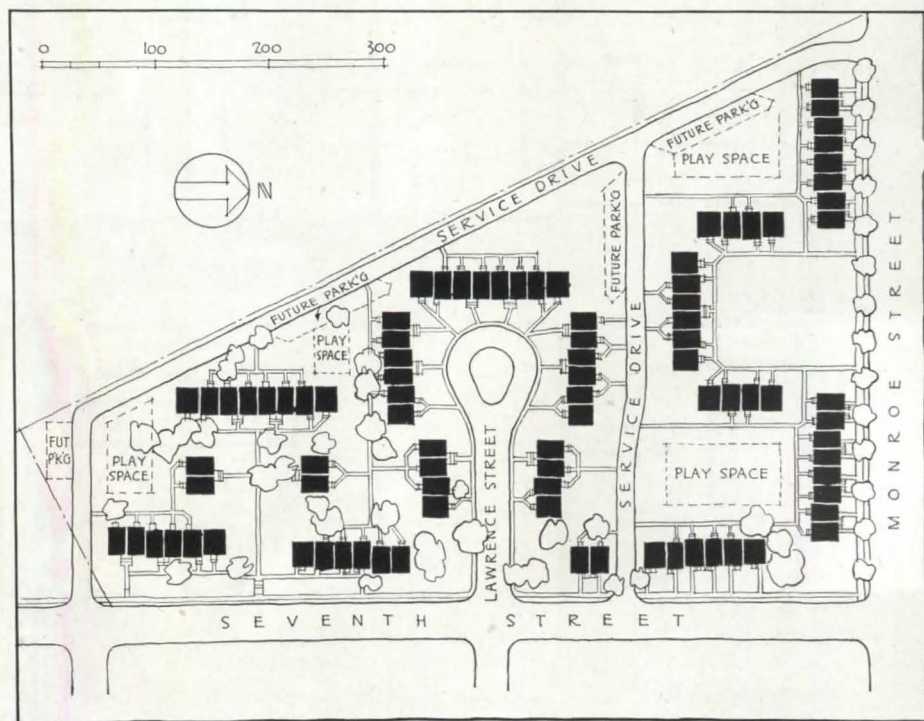 0 100 200 300
N
SERVICE DRIVE
FUTURE PARK'G
PLAY SPACE
FUTURE PARK'G
SERVICE DRIVE
FUTURE PARK'G
PLAY
SPACE
FUT
P'K'G
PLAY
SPACE
PLAY SPACE
LAWRENCE STREET
MONROE STREET
SEVENTH STREET